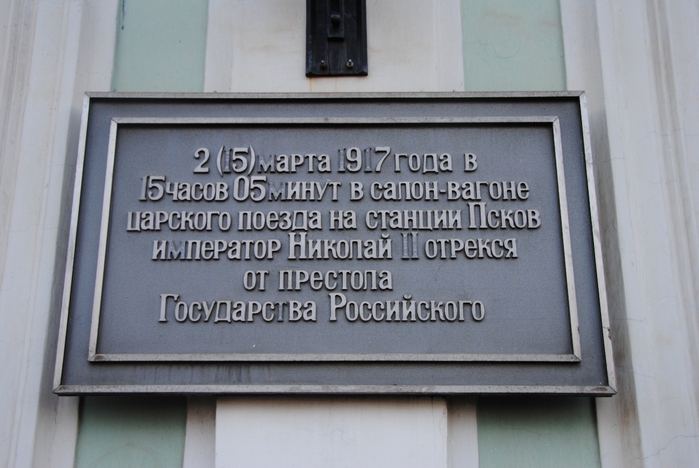 2 (15) марта 1917 года в
15 часов 05 минут в салон-вагоне
царского поезда на станции Псков
император Николай II отрекся
от престола
Государства Российского